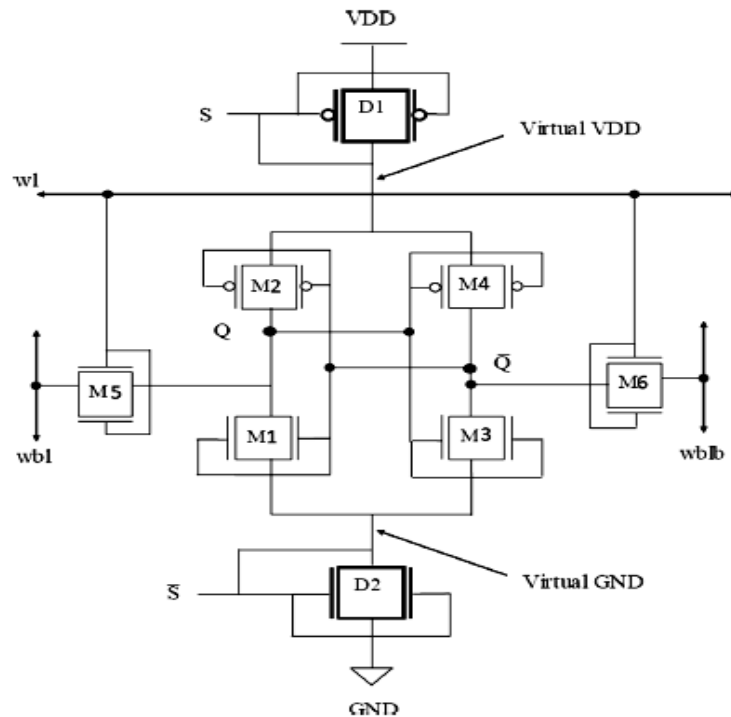 VDD
S
D1
Virtual VDD
wl
M2
M4
Q
Q̅
M5
M6
M1
M3
wbl
wblb
S̅
D2
Virtual GND
GND